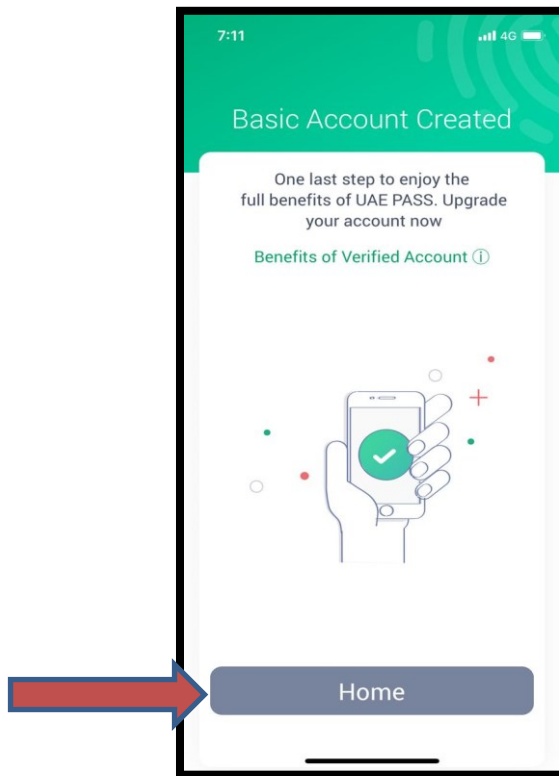 7:11
4G
Basic Account Created
One last step to enjoy the
full benefits of UAE PASS. Upgrade
your account now
Benefits of Verified Account ⓘ
Home